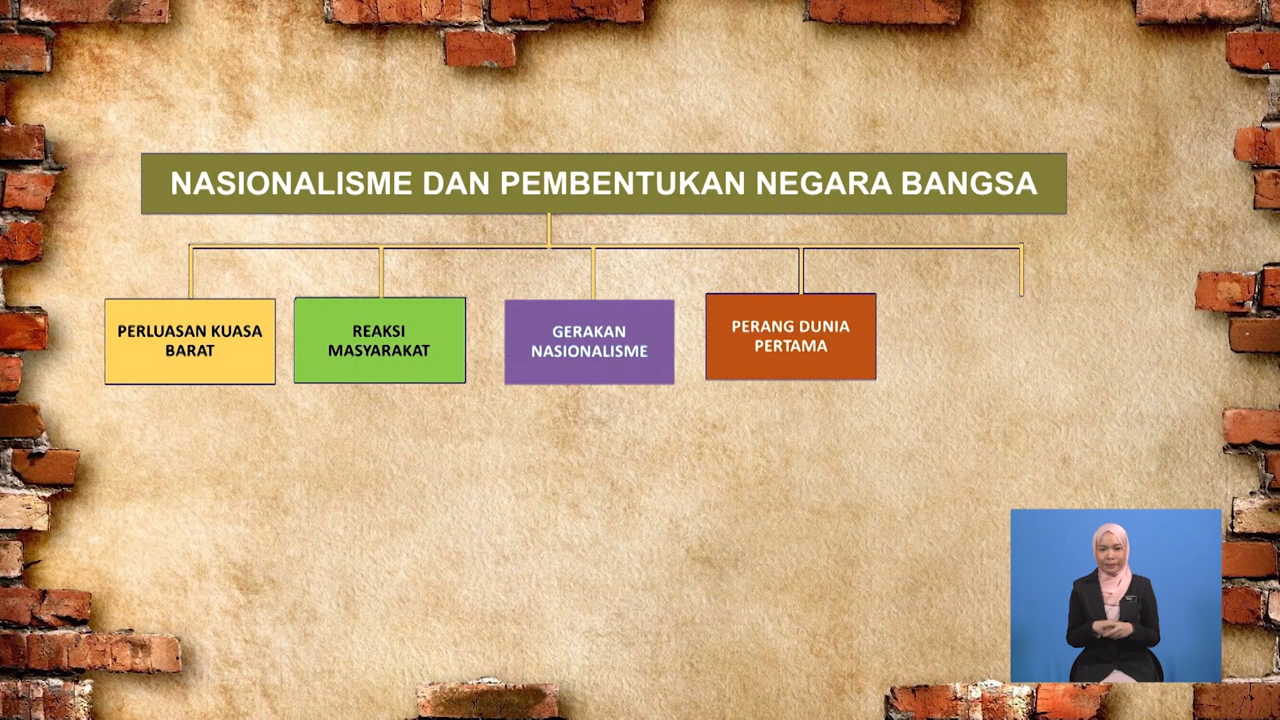 NASIONALISME DAN PEMBENTUKAN NEGARA BANGSA
PERLUASAN KUASA
BARAT
REAKSI
MASYARAKAT
GERAKAN
NASIONALISME
PERANG DUNIA
PERTAMA